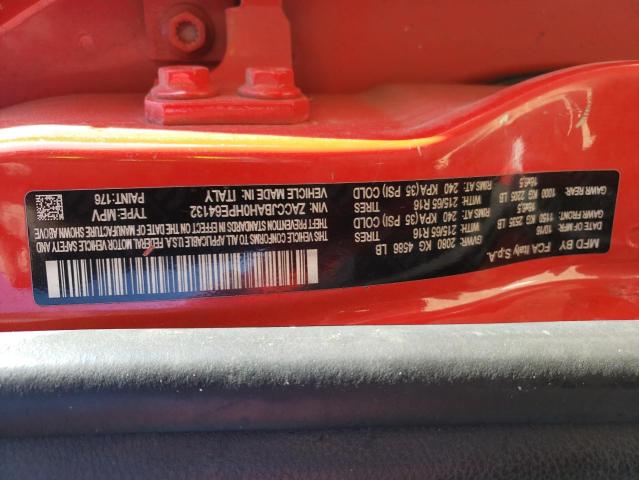 MFD BY FCA Italy S.p.A.
DATE OF MFR: 10/16 GVWR: 2080 KG 4586 LB
GAWR FRONT: 1150 KG 2535 LB WITH: 215/60 R16 TIRES
RIMS AT: 240 KPA (35 PSI) COLD
GAWR REAR: 1000 KG 2205 LB WITH: 215/60 R16 TIRES
16x6.5 RIMS AT: 240 KPA (35 PSI) COLD
THIS VEHICLE CONFORMS TO ALL APPLICABLE U.S.A. FEDERAL MOTOR VEHICLE SAFETY AND
THEFT PREVENTION STANDARDS IN EFFECT ON THE DATE OF MANUFACTURE SHOWN ABOVE
VIN: ZACCJBAH0HPE64132 TYPE: MPV
VEHICLE MADE IN: ITALY PAINT: 176